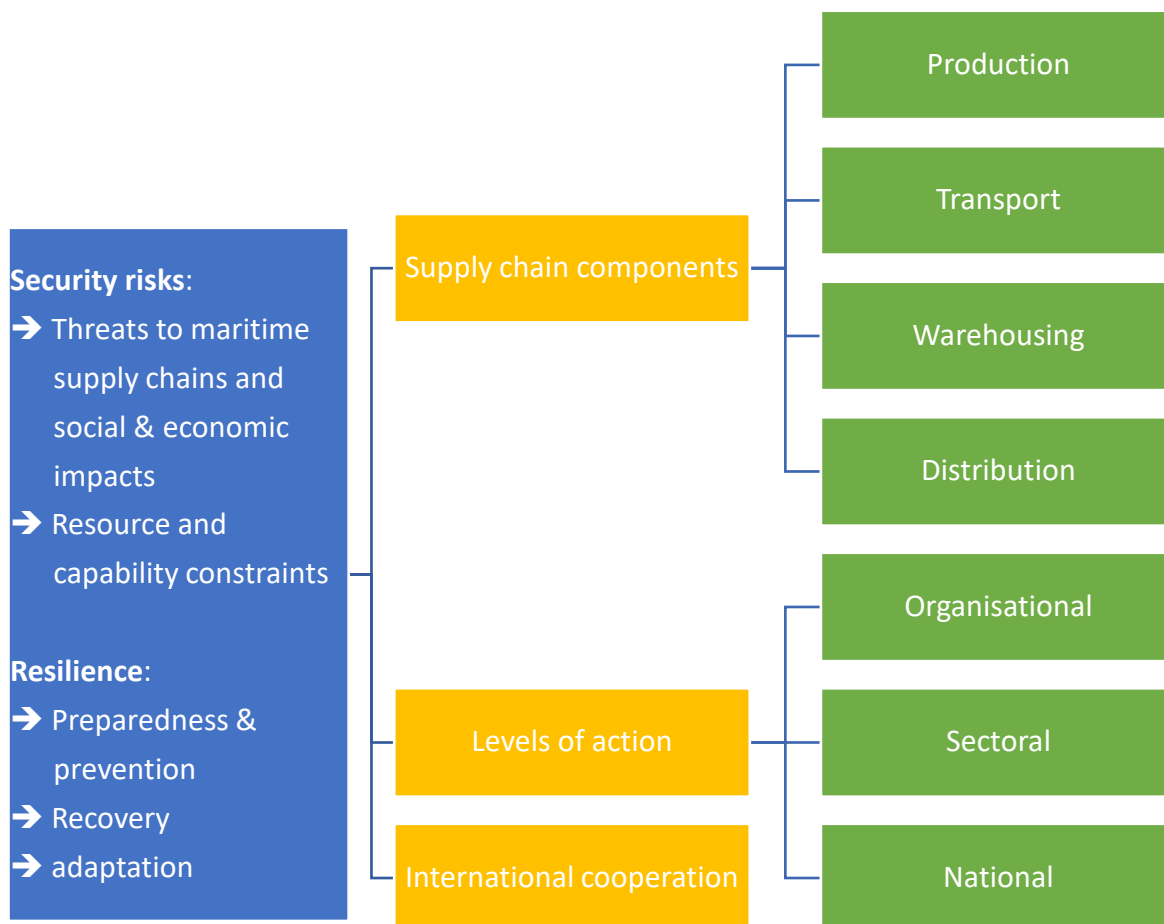 Security risks:
➔ Threats to maritime
supply chains and
social & economic
impacts
➔ Resource and
capability constraints
Resilience:
➔ Preparedness &
prevention
➔ Recovery
➔ adaptation
Supply chain components
Levels of action
International cooperation
Production
Transport
Warehousing
Distribution
Organisational
Sectoral
National